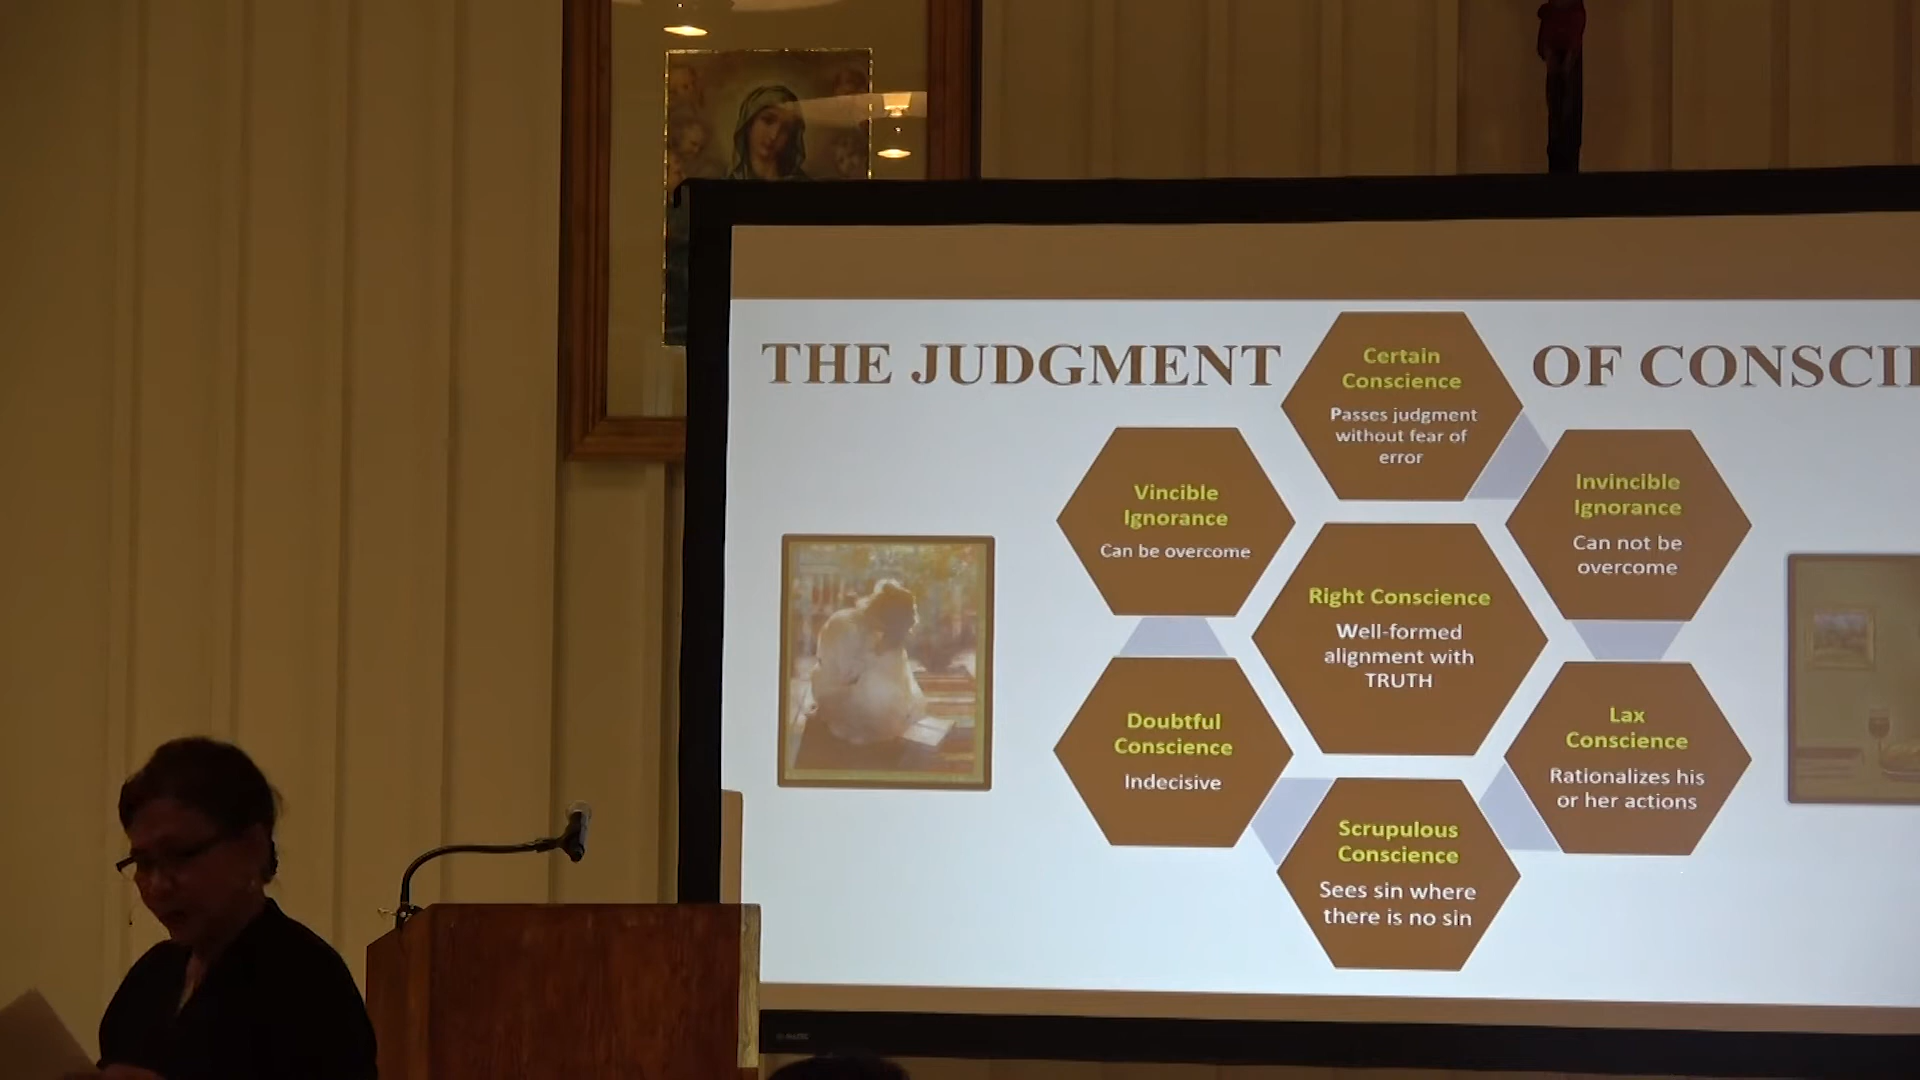 THE JUDGMENT OF CONSCI
Certain
Conscience
Passes judgment
without fear of
error
Vincible
Ignorance
Can be overcome
Invincible
Ignorance
Can not be
overcome
Right Conscience
Well-formed
alignment with
TRUTH
Doubtful
Conscience
Indecisive
Lax
Conscience
Rationalizes his
or her actions
Scrupulous
Conscience
Sees sin where
there is no sin